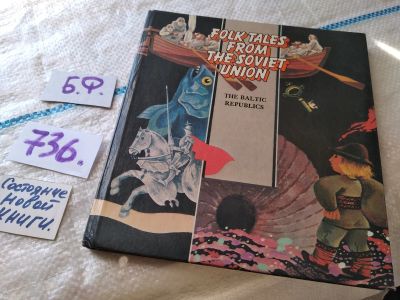 FOLK TALES
FROM
THE SOVIET
UNION
THE BALTIC
REPUBLICS
Б.Ф.
736.
Состояние
новой
книги.